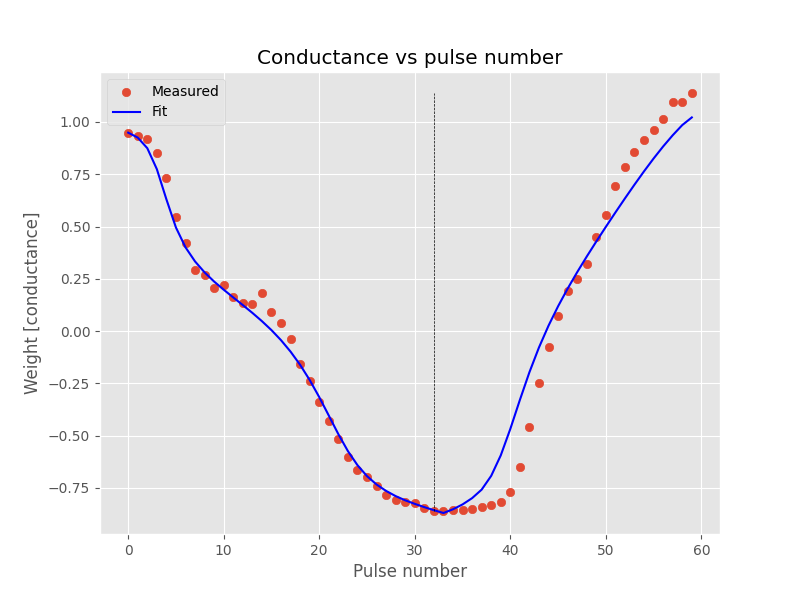 Conductance vs pulse number
Measured
Fit
1.00
0.75
0.50
0.25
0.00
−0.25
−0.50
−0.75
Weight [conductance]
0 10 20 30 40 50 60
Pulse number